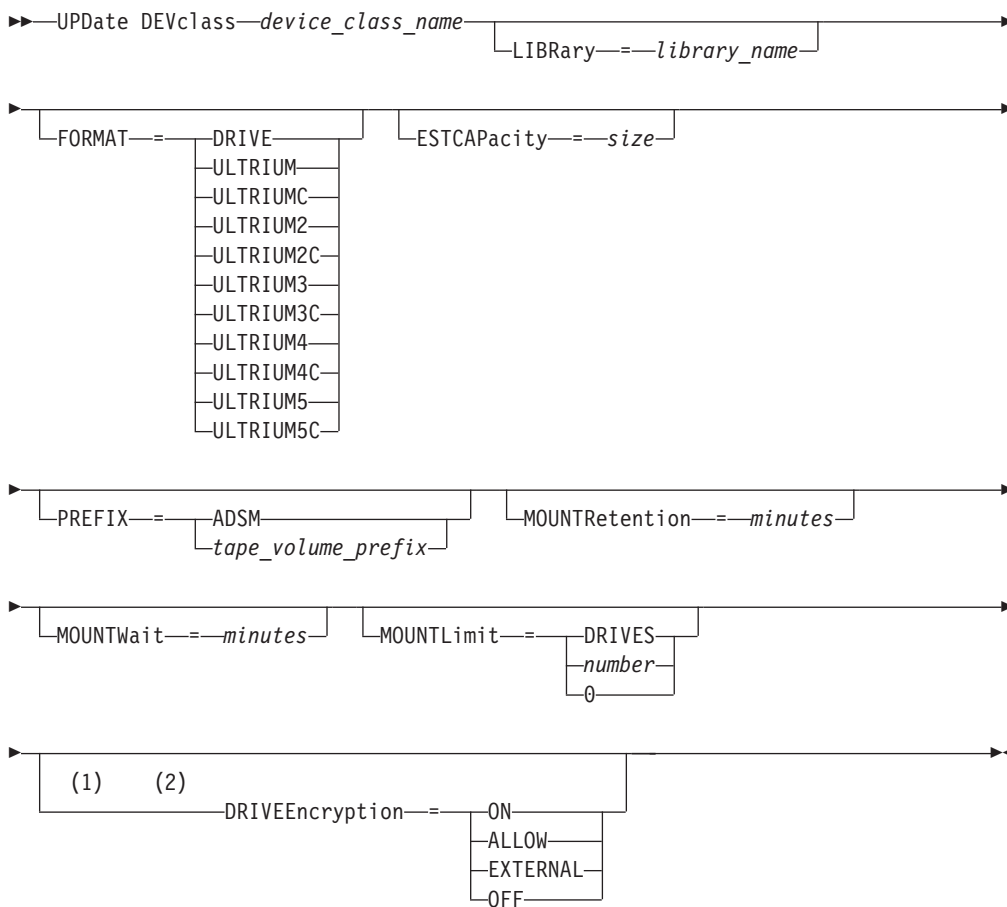 UPDate DEVclass device_class_name
LIBRary = library_name
FORMAT = DRIVE
ULTRIUM
ULTRIUMC
ULTRIUM2
ULTRIUM2C
ULTRIUM3
ULTRIUM3C
ULTRIUM4
ULTRIUM4C
ULTRIUM5
ULTRIUM5C
ESTCAPacity = size
PREFIX = ADSM
tape_volume_prefix
MOUNTRetention = minutes
MOUNTWait = minutes
MOUNTLimit = DRIVES
number
0
(1) (2)
DRIVEEncryption = ON
ALLOW
EXTERNAL
OFF